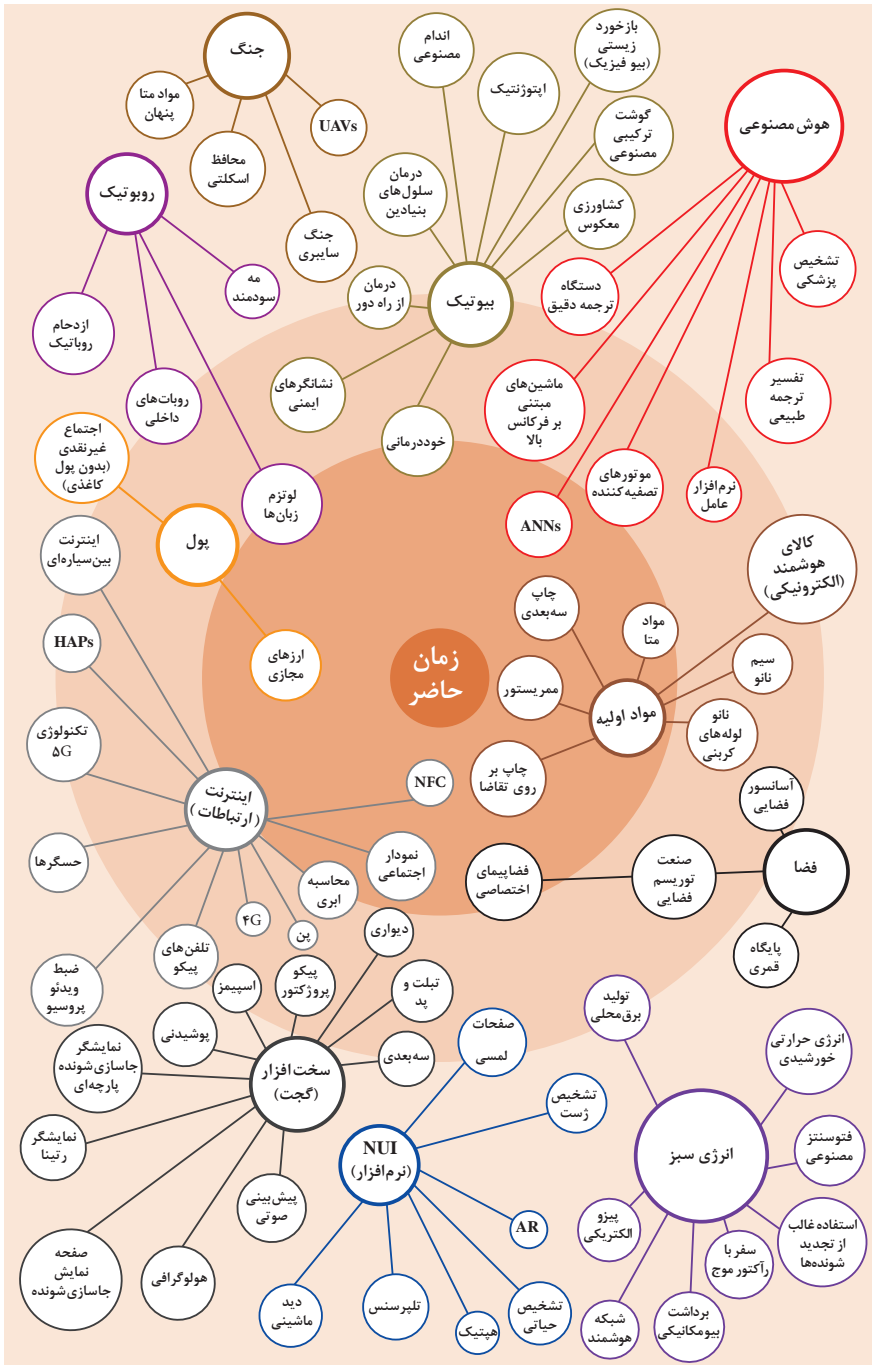 جنگ
مواد متا
پنهان
محافظ
اسکلتی
جنگ
سایبری
UAVs
روبوتیک
ازدحام
روباتیک
روبات‌های
داخلی
لوتزم
زبان‌ها
مه
سودمند
بیوتیک
اندام
مصنوعی
اپتوژنتیک
بازخورد
زیستی
(بیو فیزیک)
گوشت
ترکیبی
مصنوعی
کشاورزی
معکوس
درمان
سلول‌های
بنیادین
درمان
از راه دور
نشانگرهای
ایمنی
خوددرمانی
هوش مصنوعی
تشخیص
پزشکی
تفسیر
ترجمه
طبیعی
نرم‌افزار
عامل
موتورهای
تصفیه‌کننده
ANNs
ماشین‌های
مبتنی
بر فرکانس
بالا
دستگاه
ترجمه دقیق
پول
اجتماع
غیرنقدی
(بدون پول
کاغذی)
ارزهای
مجازی
زمان
حاضر
مواد اولیه
چاپ
سه‌بعدی
مواد
متا
کالای
هوشمند
(الکترونیکی)
سیم
نانو
نانو
لوله‌های
کربنی
ممریستور
چاپ بر
روی تقاضا
اینترنت
(ارتباطات)
اینترنت
بین‌سیاره‌ای
HAPs
تکنولوژی
۵G
حسگرها
ضبط
ویدئو
پروسیو
تلفن‌های
پیکو
۴G
پن
محاسبه
ابری
نمودار
اجتماعی
NFC
فضا
آسانسور
فضایی
صنعت
توریسم
فضایی
فضاپیمای
اختصاصی
پایگاه
قمری
سخت‌افزار
(گجت)
دیواری
پیکو
پروژکتور
اسپیمز
تبلت و
پد
پوشیدنی
سه‌بعدی
نمایشگر
جاسازی‌شونده
پارچه‌ای
نمایشگر
رتینا
صفحه
نمایش
جاسازی‌شونده
هولوگرافی
پیش‌بینی
صوتی
NUI
(نرم‌افزار)
صفحات
لمسی
تشخیص
ژست
AR
تشخیص
حیاتی
هپتیک
تلپرسنس
دید
ماشینی
انرژی سبز
تولید
برق‌محلی
انرژی حرارتی
خورشیدی
فتوسنتز
مصنوعی
استفاده غالب
از تجدید
شونده‌ها
سفر با
رآکتور موج
برداشت
بیومکانیکی
شبکه
هوشمند
پیزو
الکتریکی